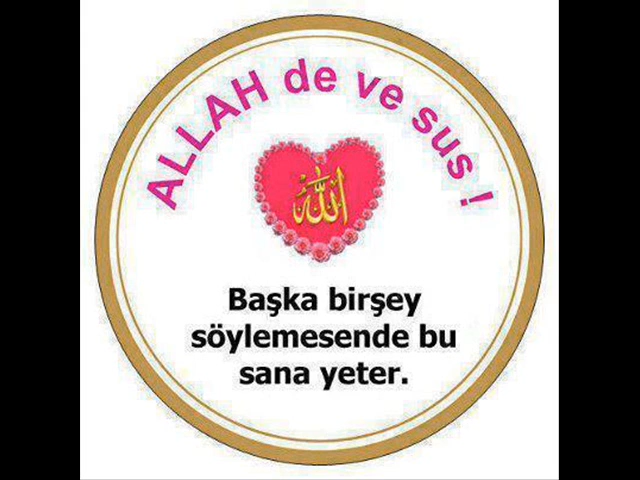 ALLAH de ve sus !
الله
Başka birşey
söylemesende bu
sana yeter.